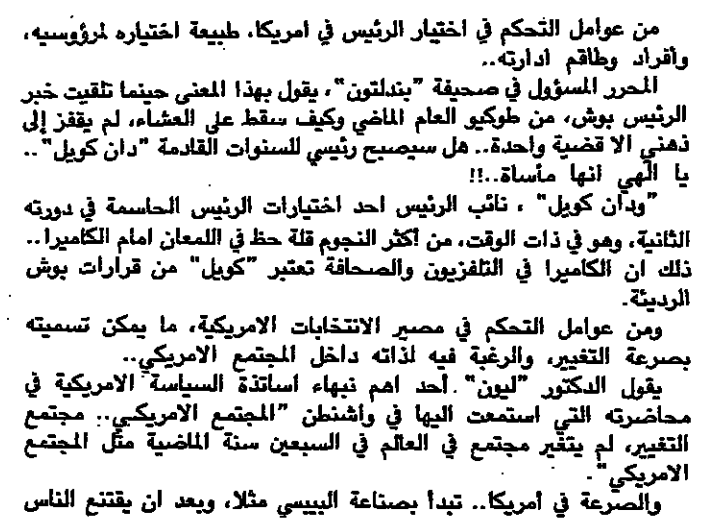 من عوامل التحكم في اختيار الرئيس في امريكا، طبيعة اختياره لمرؤوسيه،
وأفراد وطاقم ادارته..
المحرر المسؤول في صحيفة "بندلتون"، يقول بهذا المعنى حينما تلقيت خبر
الرئيس بوش، من طوكيو العام الماضي وكيف سقط على العشاء، لم يقفز إلى
ذهني الا قضية واحدة.. هل سيصبح رئيسي للسنوات القادمة "دان كويل"..
يا الهي انها مأساة..!!
"ودان كويل" ، نائب الرئيس احد اختيارات الرئيس الحاسمة في دورته
الثانية، وهو في ذات الوقت، من أكثر النجوم قلة حظ في اللمعان امام الكاميرا..
ذلك ان الكاميرا في التلفزيون والصحافة تعتبر "كويل" من قرارات بوش
الرديئة.
ومن عوامل التحكم في مصير الانتخابات الامريكية، ما يمكن تسميته
بصرعة التغيير، والرغبة فيه لذاته داخل المجتمع الامريكي..
يقول الدكتور "ليون" أحد اهم نبهاء اساتذة السياسة الامريكية في
محاضرته التي استمعت اليها في واشنطن "المجتمع الامريكي.. مجتمع
التغيير، لم يتغير مجتمع في العالم في السبعين سنة الماضية مثل المجتمع
الامريكي".
والصرعة في أمريكا.. تبدأ بصناعة البيبسي مثلا، وبعد ان يقتنع الناس